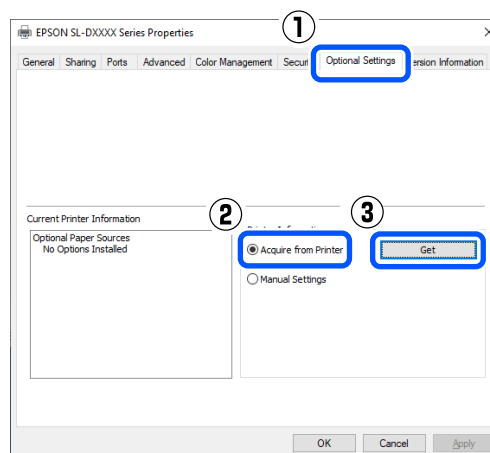 ①
EPSON SL-DXXXX Series Properties
General Sharing Ports Advanced Color Management Optional Settings Information
Current Printer Information
②
③
Optional Paper Sources
No Options Installed
Acquire from Printer
Get
Manual Settings
OK Cancel Apply